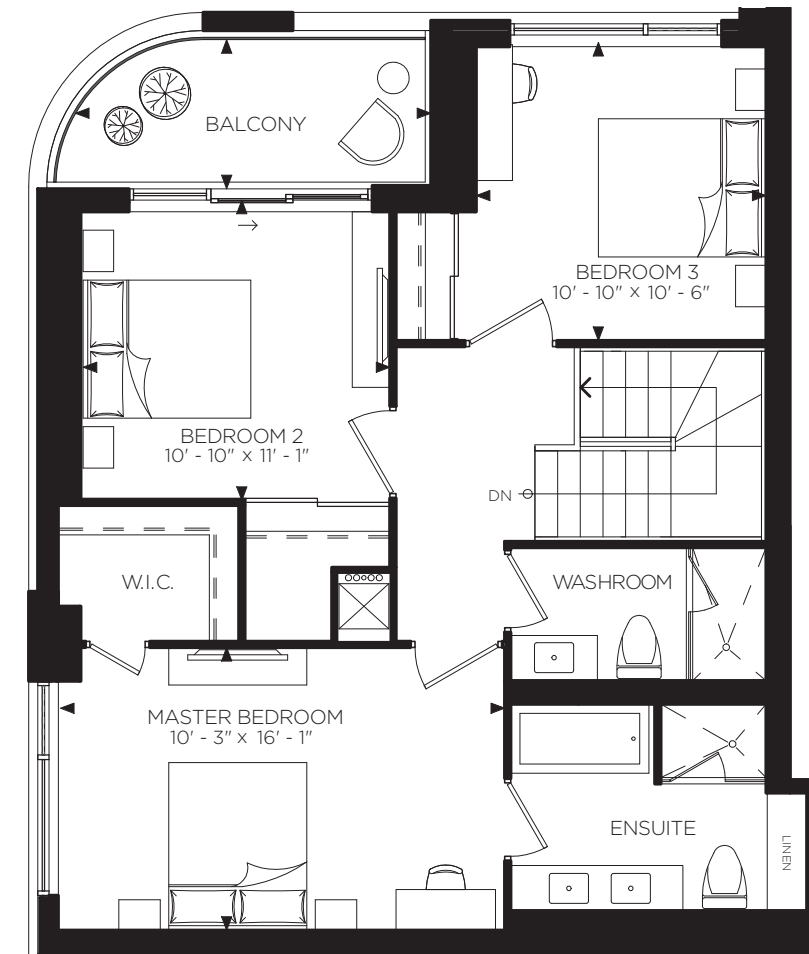 BALCONY
BEDROOM 3
10' - 10" x 10' - 6"
BEDROOM 2
10' - 10" x 11' - 1"
DN
W.I.C.
WASHROOM
MASTER BEDROOM
10' - 3" x 16' - 1"
ENSUITE
LINEN